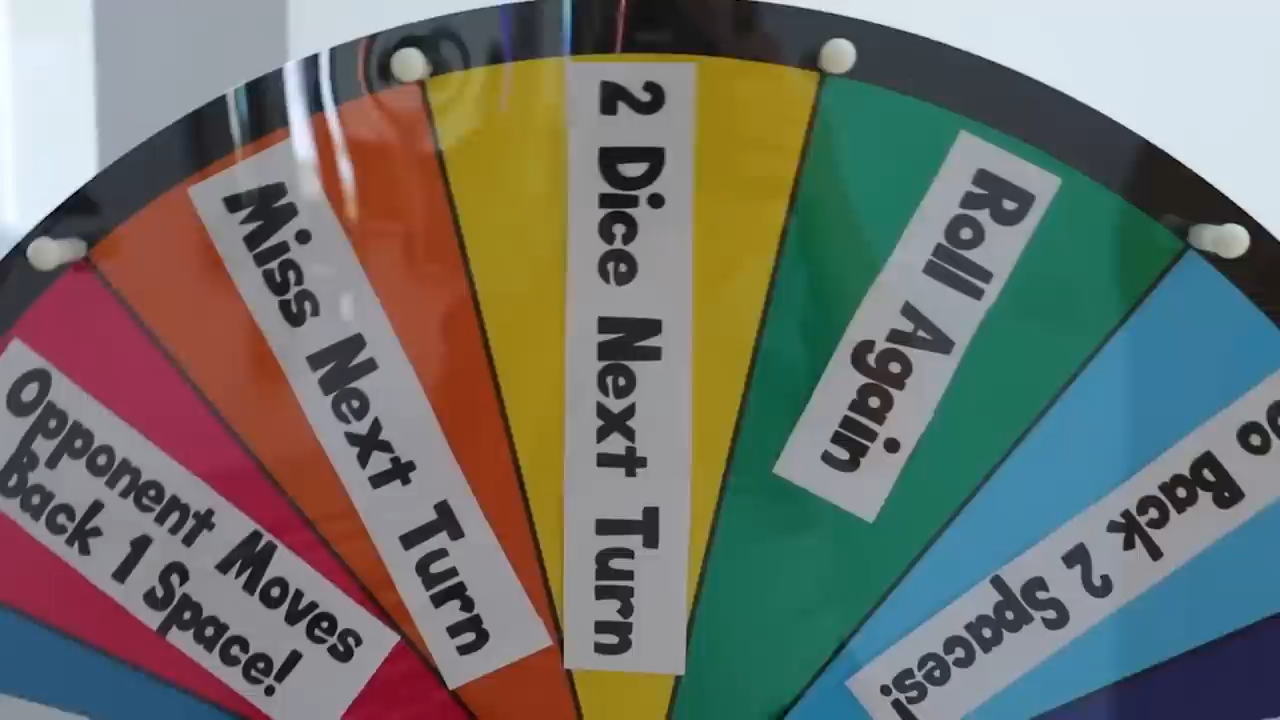 Opponent Moves
Back 1 Space!
Miss Next Turn
2 Dice Next Turn
Roll Again
Back 2 Spaces!